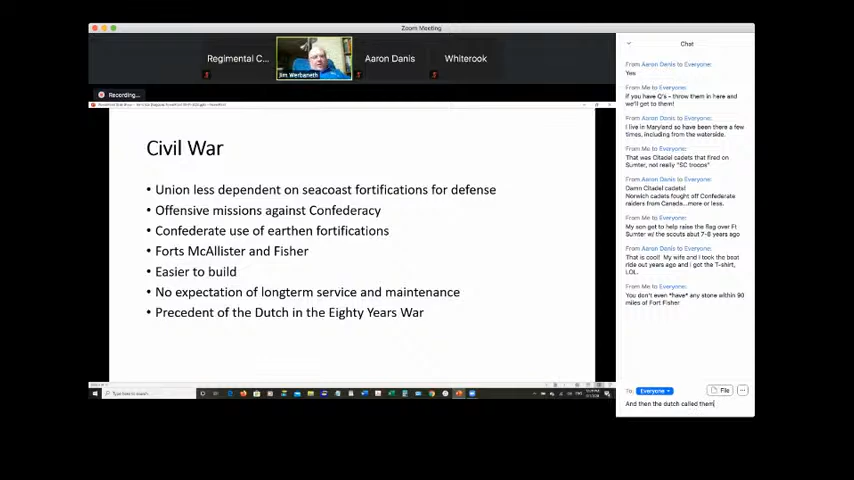 Zoom Meeting
Regimental C...
Jim Werbaneth
Aaron Danis
Whiterook
Recording...
Civil War
• Union less dependent on seacoast fortifications for defense
• Offensive missions against Confederacy
• Confederate use of earthen fortifications
• Forts McAllister and Fisher
• Easier to build
• No expectation of longterm service and maintenance
• Precedent of the Dutch in the Eighty Years War
Type here to search
Chat
From Aaron Danis to Everyone:
Yes
From Me to Everyone:
if you have Q's - throw them in here and
we'll get to them!
From Aaron Danis to Everyone:
I live in Maryland so have been there a few
times, including from the waterside.
From Me to Everyone:
That was Citadel cadets that fired on
Sumter, not really "SC troops"
From Aaron Danis to Everyone:
Damn Citadel cadets!
Norwich cadets fought off Confederate
raiders from Canada...more or less.
From Me to Everyone:
My son get to help raise the flag over Ft
Sumter w/ the scouts abut 7-8 years ago
From Aaron Danis to Everyone:
That is cool! My wife and I took the boat
ride out years ago and I got the T-shirt,
LOL.
From Me to Everyone:
You don't even *have* any stone within 90
miles of Fort Fisher
To: Everyone
File
And then the dutch called them